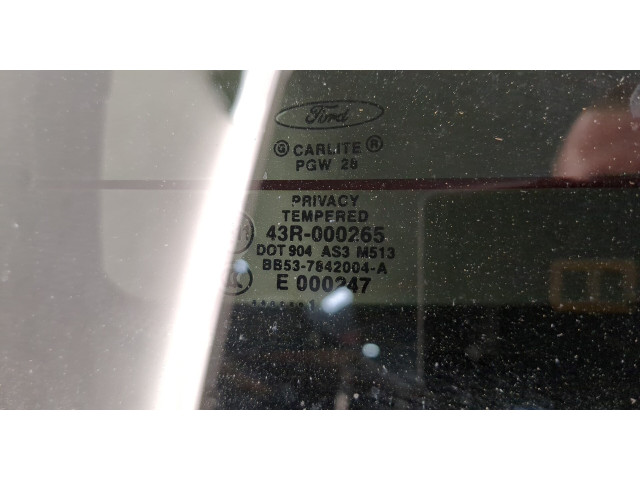 Ford
G CARLITE R
PGW 28
PRIVACY
TEMPERED
43R-000265
DOT 904 AS3 M513
BB53-7842004-A
E 000247